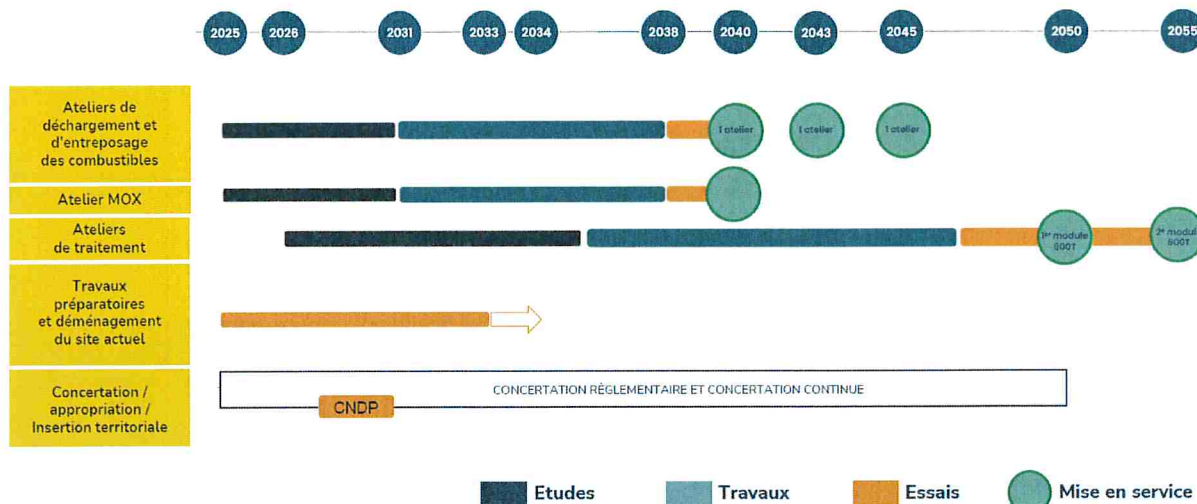 2025 2026 2031 2033 2034 2038 2040 2043 2045 2050 2055
Ateliers de
déchargement et
d'entreposage
des combustibles
1 atelier 1 atelier 1 atelier
Atelier MOX
Ateliers
de traitement
1er module
800T
2e modul
800T
Travaux
préparatoires
et déménagement
du site actuel
Concertation /
appropriation /
Insertion territoriale
CONCERTATION RÈGLEMENTAIRE ET CONCERTATION CONTINUE
CNDP
Etudes Travaux Essais Mise en service